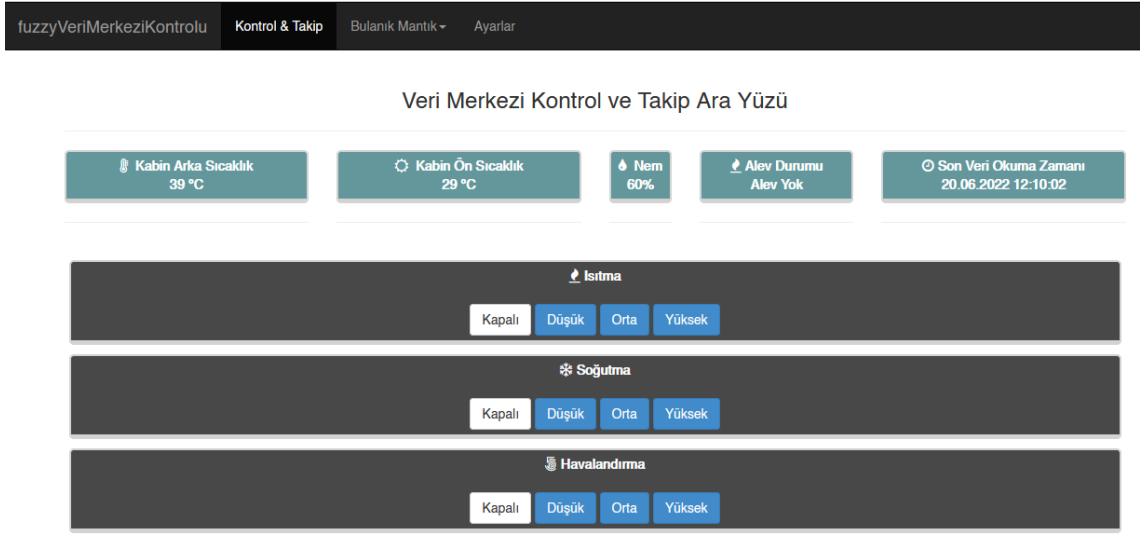 fuzzyVeriMerkeziKontrolu Kontrol & Takip Bulanık Mantık Ayarlar
Veri Merkezi Kontrol ve Takip Ara Yüzü
Kabin Arka Sıcaklık
39 °C
Kabin Ön Sıcaklık
29 °C
Nem
60%
Alev Durumu
Alev Yok
Son Veri Okuma Zamanı
20.06.2022 12:10:02
Isıtma
Kapalı Düşük Orta Yüksek
Soğutma
Kapalı Düşük Orta Yüksek
Havalandırma
Kapalı Düşük Orta Yüksek